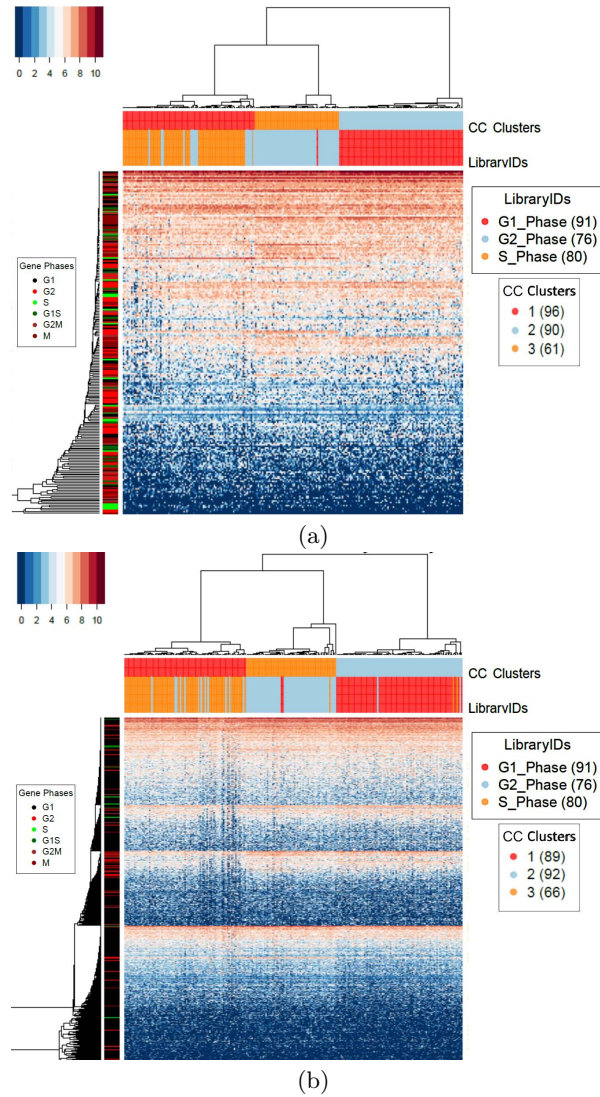 0 2 4 6 8 10
CC Clusters
LibraryIDs
LibraryIDs
G1_Phase (91)
G2_Phase (76)
S_Phase (80)
Gene Phases
G1
G2
S
G1S
G2M
M
CC Clusters
1 (96)
2 (90)
3 (61)
(a)
0 2 4 6 8 10
CC Clusters
LibraryIDs
LibraryIDs
G1_Phase (91)
G2_Phase (76)
S_Phase (80)
Gene Phases
G1
G2
S
G1S
G2M
M
CC Clusters
1 (89)
2 (92)
3 (66)
(b)